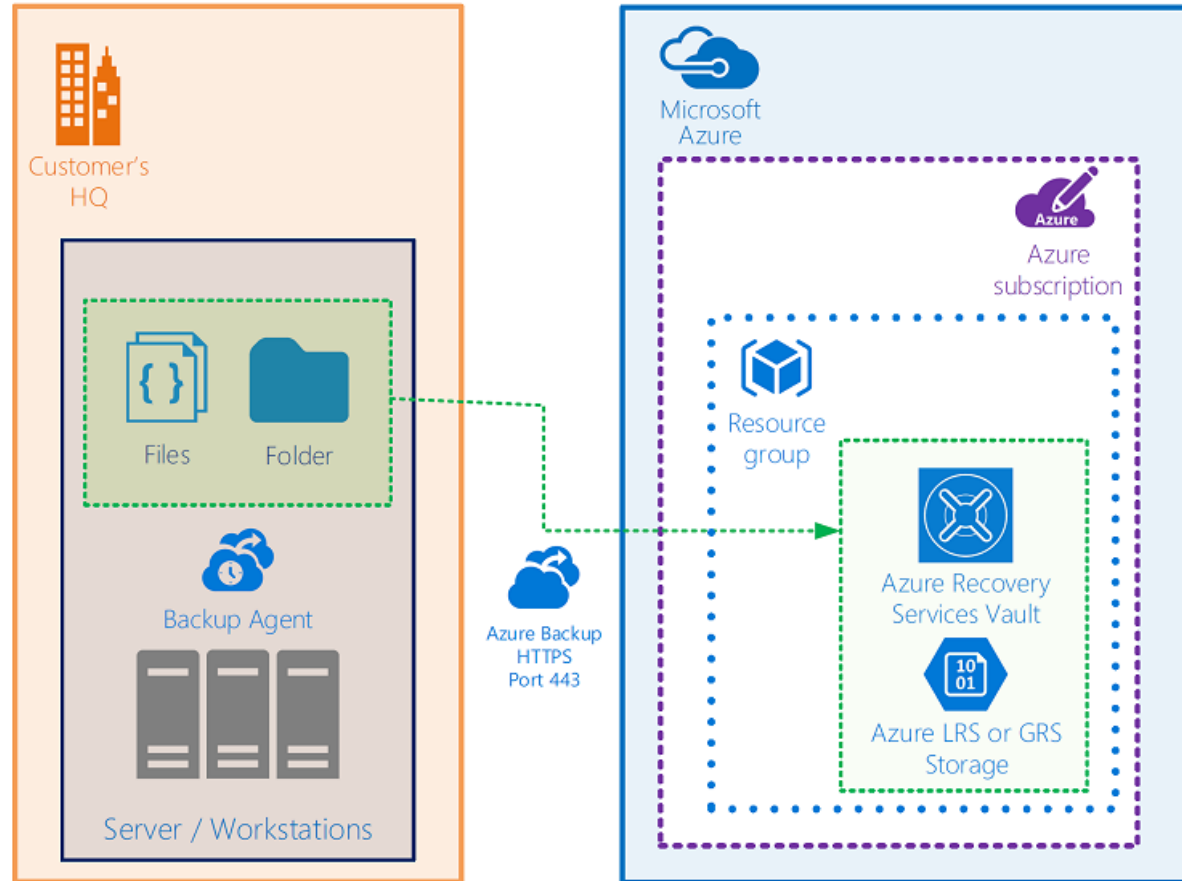 Customer's
HQ
Files
Folder
Backup Agent
Server / Workstations
Azure Backup
HTTPS
Port 443
Microsoft
Azure
Azure
Azure
subscription
Resource
group
Azure Recovery
Services Vault
10
01
Azure LRS or GRS
Storage